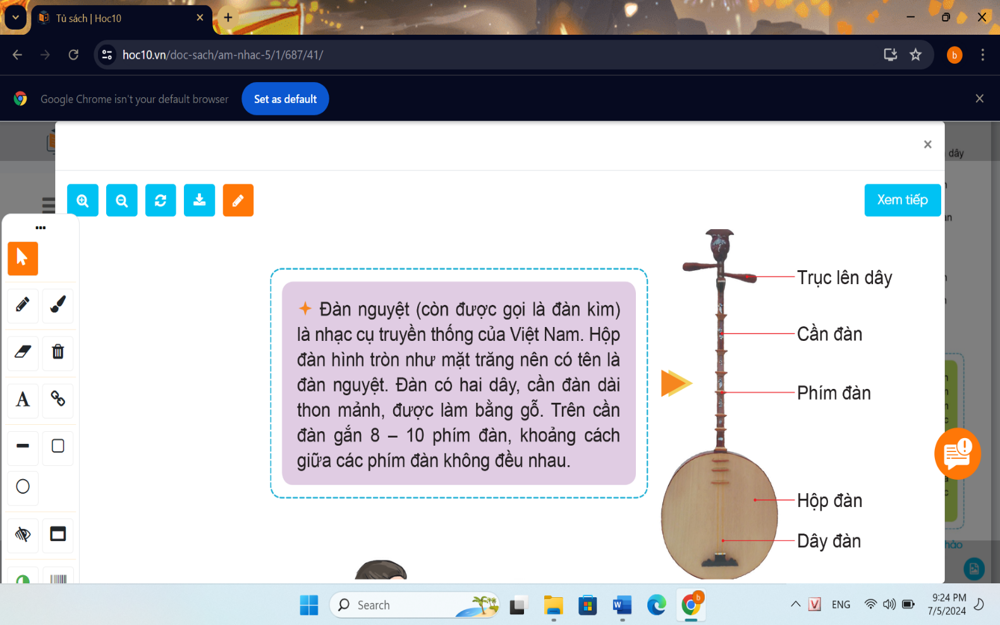 Tủ sách | Hoc10
hoc10.vn/doc-sach/am-nhac-5/1/687/41/
b
Google Chrome isn't your default browser
Set as default
dây
Xem tiếp
Trục lên dây
Cần đàn
Phím đàn
Hộp đàn
Dây đàn
Đàn nguyệt (còn được gọi là đàn kìm)
là nhạc cụ truyền thống của Việt Nam. Hộp
đàn hình tròn như mặt trăng nên có tên là
đàn nguyệt. Đàn có hai dây, cần đàn dài
thon mảnh, được làm bằng gỗ. Trên cần
đàn gắn 8 – 10 phím đàn, khoảng cách
giữa các phím đàn không đều nhau.
A
Search
b
V
ENG
9:24 PM
7/5/2024